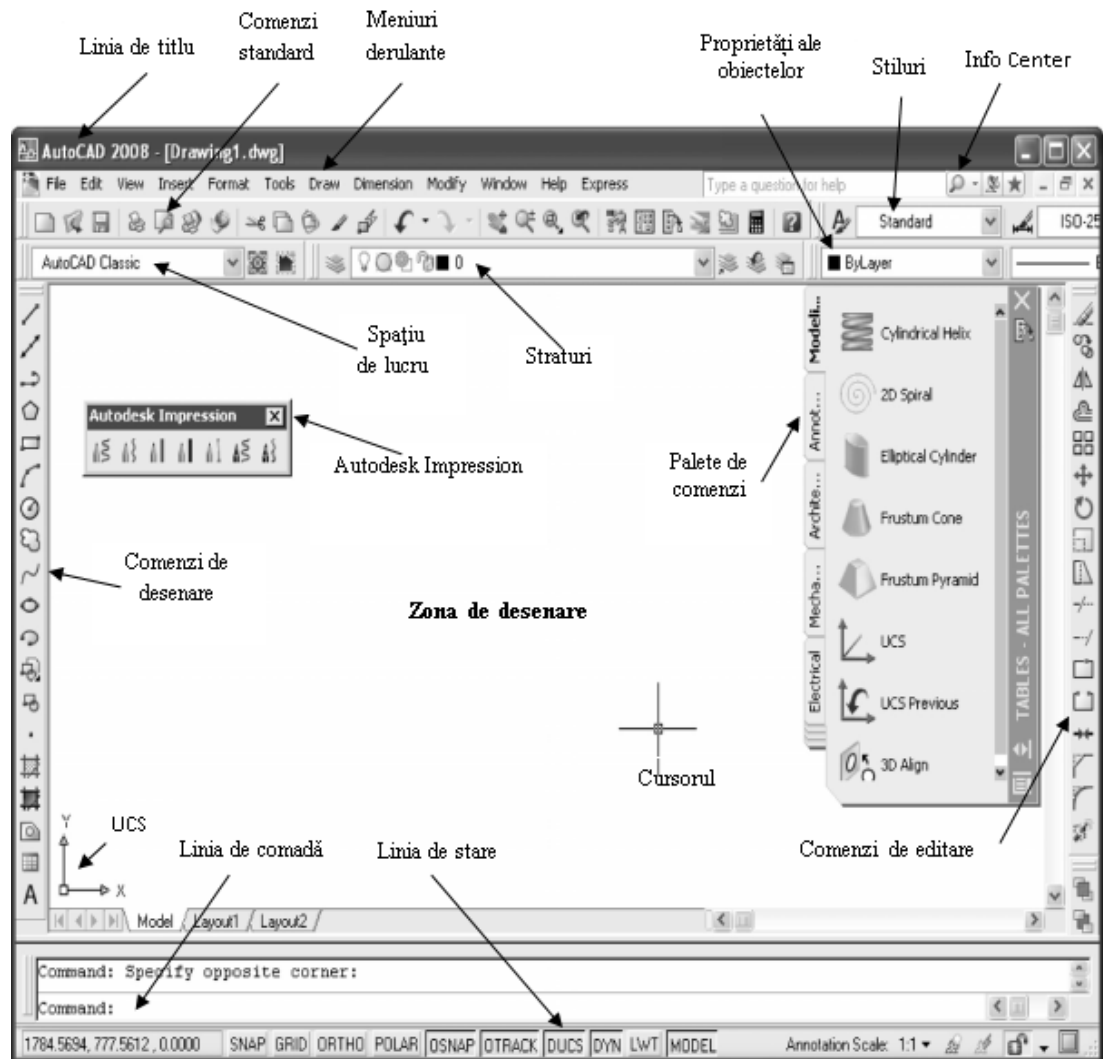 Linia de titlu
Comenzi
standard
Meniuri
derulante
Proprietăți ale
obiectelor
Stiluri
Info Center
AutoCAD 2008 - [Drawing1.dwg]
File Edit View Insert Format Tools Draw Dimension Modify Window Help Express
Type a question for help
Standard
ISO-25
AutoCAD Classic
0
ByLayer
Spațiu
de lucru
Straturi
Autodesk Impression
Autodesk Impression
Palete de
comenzi
Modeli...
Annot...
Archite...
Mecha...
Electrical
Cylindrical Helix
2D Spiral
Elliptical Cylinder
Frustum Cone
Frustum Pyramid
UCS
UCS Previous
3D Align
TABLES - ALL PALETTES
Comenzi de
desenare
Zona de desenare
Cursorul
Y
UCS
X
A
Linia de comadă
Linia de stare
Comenzi de editare
Model Layout1 Layout2
Command: Specify opposite corner:
Command:
1784.5694, 777.5612 , 0.0000 SNAP GRID ORTHO POLAR OSNAP OTRACK DUCS DYN LWT MODEL Annotation Scale: 1:1